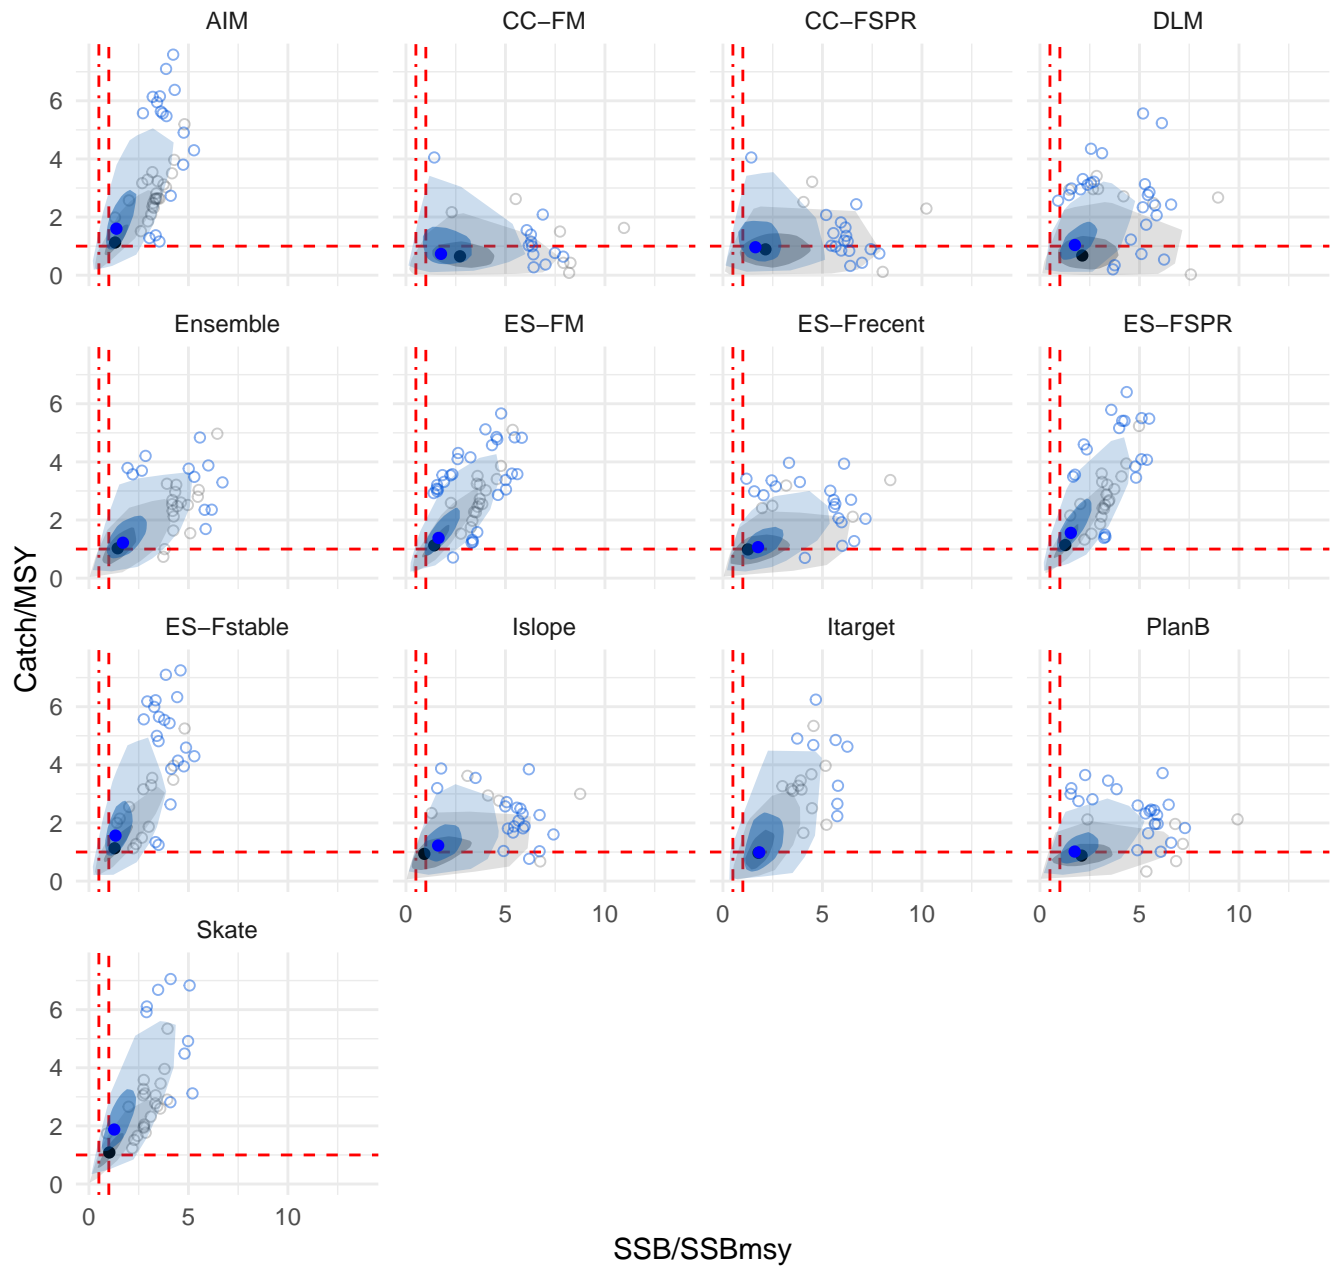 AIM CC−FM CC−FSPR DLM
6
4
2
0
Ensemble ES−FM ES−Frecent ES−FSPR
6
4
2
0
ES−Fstable Islope Itarget PlanB
6
4
2
0
0 5 10 0 5 10 0 5 10
Skate
6
4
2
0
0 5 10
Catch/MSY
SSB/SSBmsy